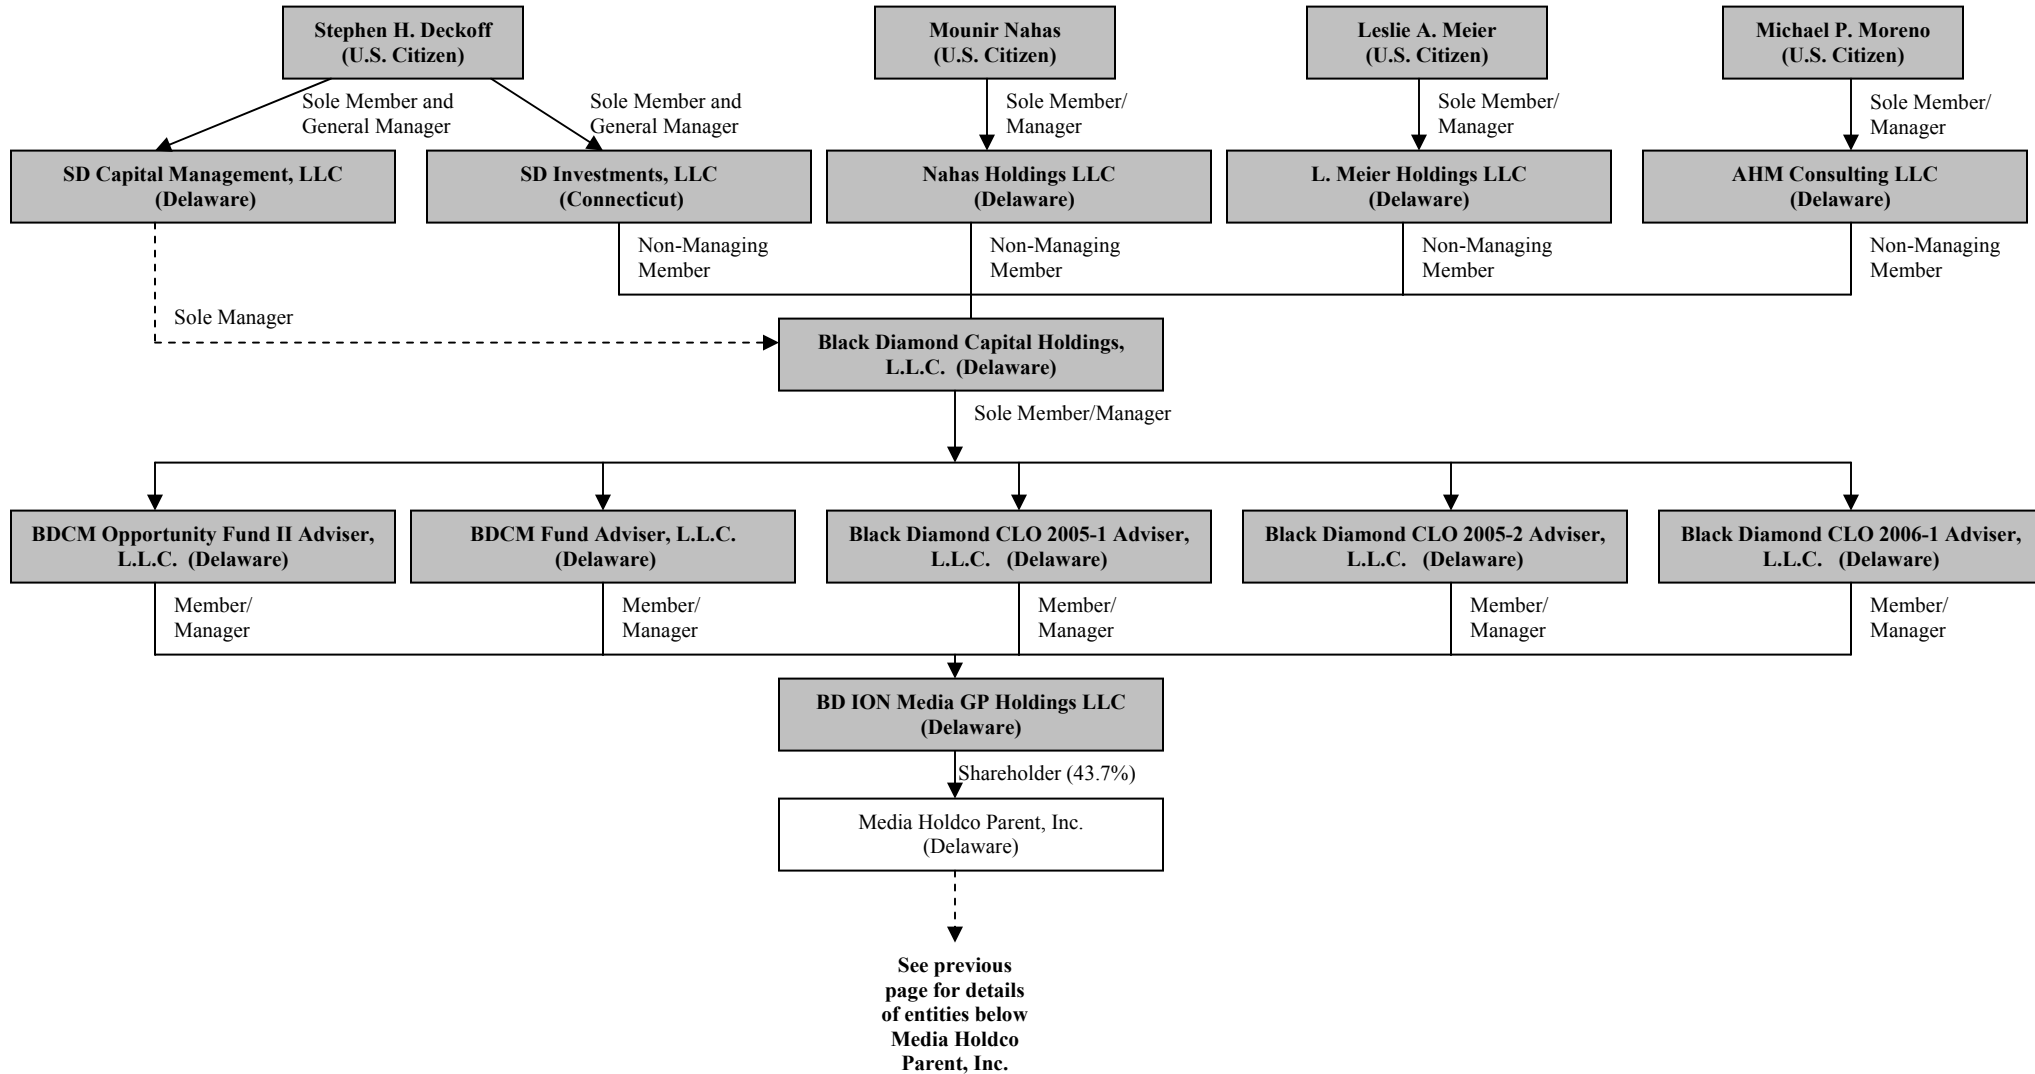 Stephen H. Deckoff
(U.S. Citizen)
Mounir Nahas
(U.S. Citizen)
Leslie A. Meier
(U.S. Citizen)
Michael P. Moreno
(U.S. Citizen)
Sole Member and
General Manager
Sole Member and
General Manager
Sole Member/
Manager
Sole Member/
Manager
Sole Member/
Manager
SD Capital Management, LLC
(Delaware)
SD Investments, LLC
(Connecticut)
Nahas Holdings LLC
(Delaware)
L. Meier Holdings LLC
(Delaware)
AHM Consulting LLC
(Delaware)
Non-Managing
Member
Non-Managing
Member
Non-Managing
Member
Non-Managing
Member
Sole Manager
Black Diamond Capital Holdings,
L.L.C. (Delaware)
Sole Member/Manager
BDCM Opportunity Fund II Adviser,
L.L.C. (Delaware)
BDCM Fund Adviser, L.L.C.
(Delaware)
Black Diamond CLO 2005-1 Adviser,
L.L.C. (Delaware)
Black Diamond CLO 2005-2 Adviser,
L.L.C. (Delaware)
Black Diamond CLO 2006-1 Adviser,
L.L.C. (Delaware)
Member/
Manager
Member/
Manager
Member/
Manager
Member/
Manager
Member/
Manager
BD ION Media GP Holdings LLC
(Delaware)
Shareholder (43.7%)
Media Holdco Parent, Inc.
(Delaware)
See previous
page for details
of entities below
Media Holdco
Parent, Inc.